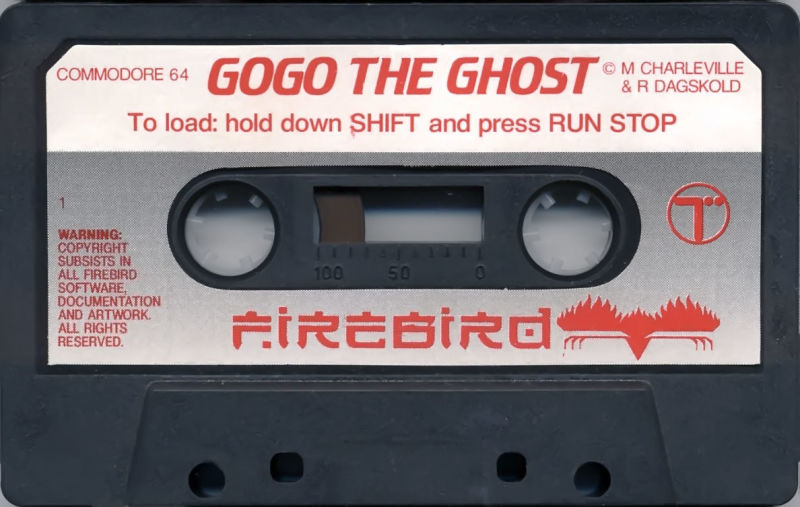 COMMODORE 64 GOGO THE GHOST © M CHARLEVILLE
& R DAGSKOLD
To load: hold down SHIFT and press RUN STOP
1
WARNING:
COPYRIGHT
SUBSISTS IN
ALL FIREBIRD
SOFTWARE,
DOCUMENTATION
AND ARTWORK.
ALL RIGHTS
RESERVED.
100 50 0
FIREBIRD